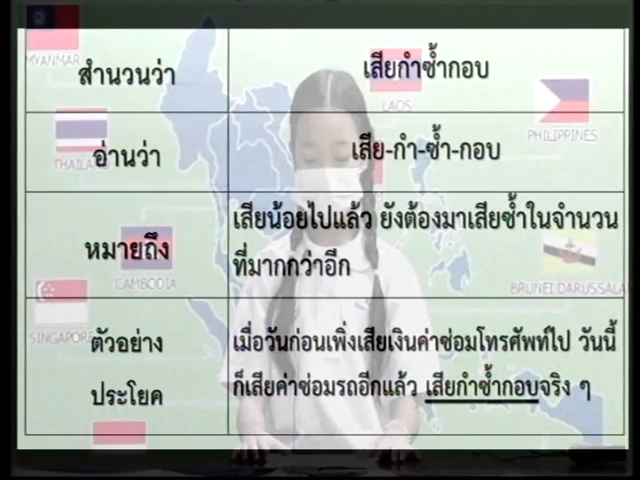 สำนวนว่า
เสียกำซ้ำกอบ
อ่านว่า
เสีย-กำ-ซ้ำ-กอบ
หมายถึง
เสียน้อยไปแล้ว ยังต้องมาเสียซ้ำในจำนวน
ที่มากกว่าอีก
ตัวอย่าง
ประโยค
เมื่อวันก่อนเพิ่งเสียเงินค่าซ่อมโทรศัพท์ไป วันนี้
ก็เสียค่าซ่อมรถอีกแล้ว เสียกำซ้ำกอบจริง ๆ
MYANMAR
LAOS
PHILIPPINES
THAILAND
CAMBODIA
BRUNEI DARUSSALA
SINGAPORE